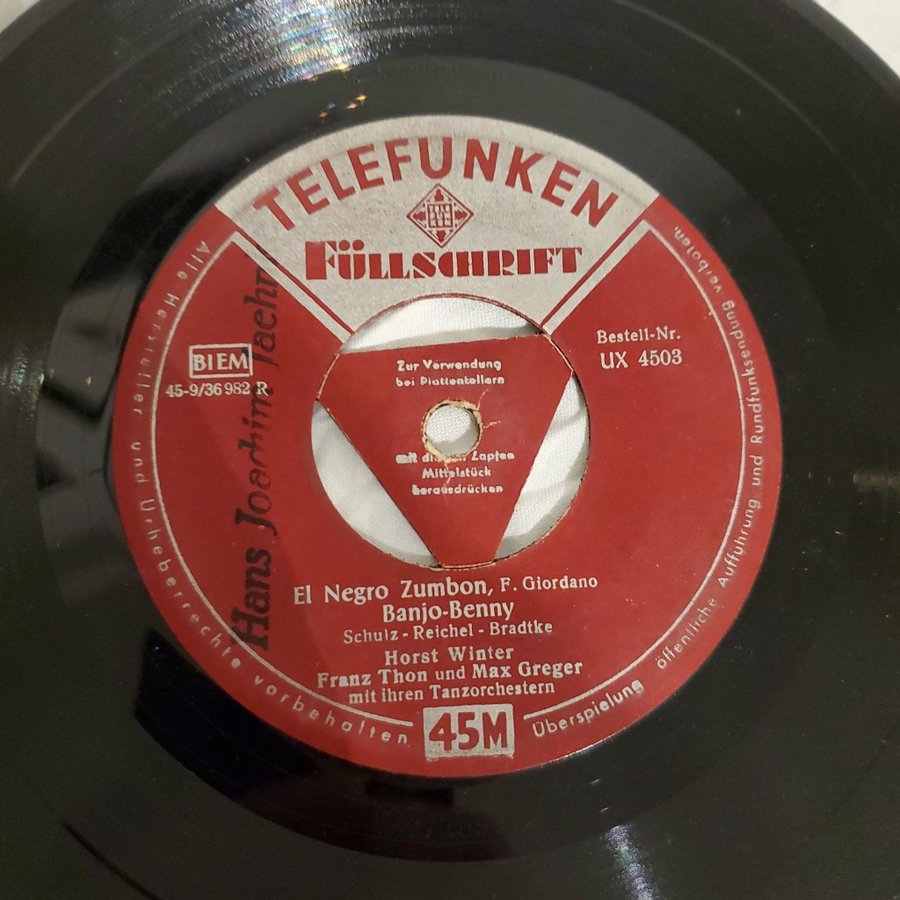 TELEFUNKEN
FÜLLSCHRIFT
BIEM
45-9/36 982 R
Bestell-Nr.
UX 4503
Zur Verwendung
bei Plattentellern
mit dicken Zapfen
Mittelstück
herausdrücken
El Negro Zumbon, F. Giordano
Banjo-Benny
Schulz - Reichel - Bradtke
Horst Winter
Franz Thon und Max Greger
mit ihren Tanzorchestern
45M
Alle Hersteller und Urheberrechte vorbehalten.
Überspielung öffentliche Aufführung und Rundfunksendung verboten.
Hans Joachim